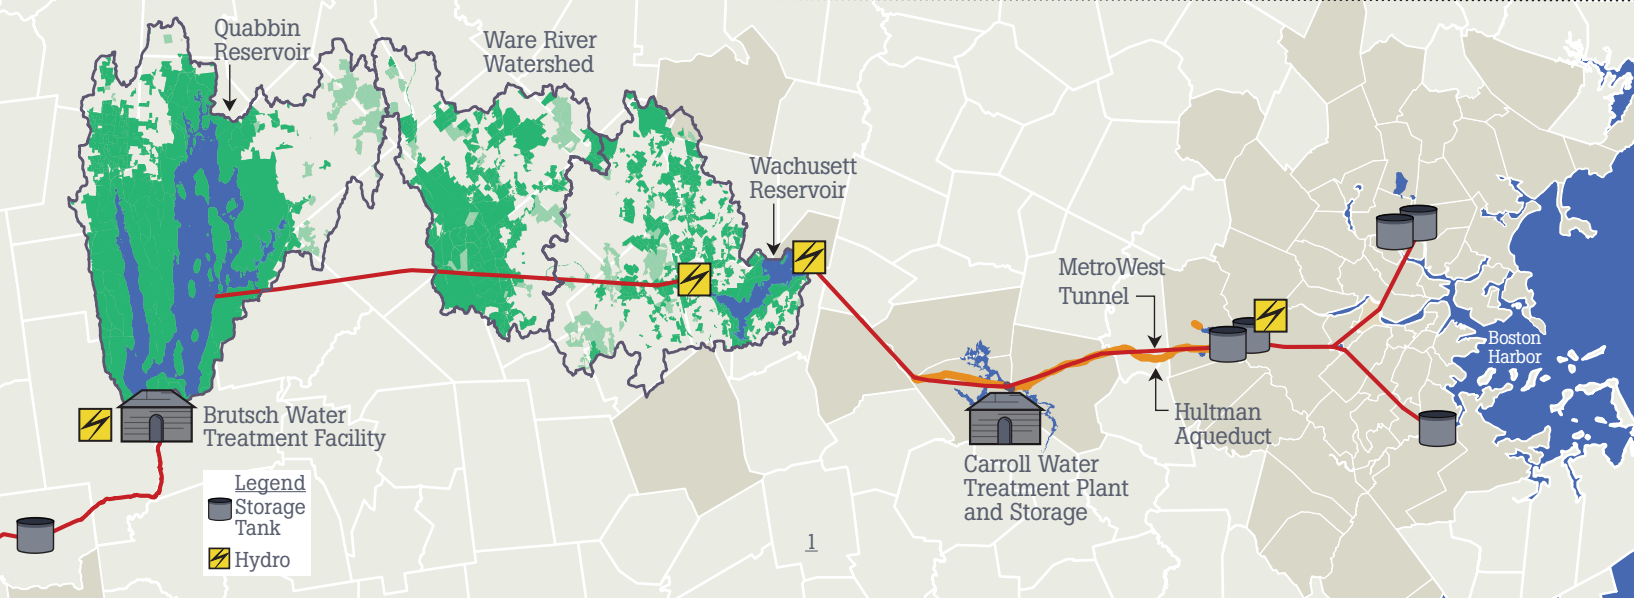 Quabbin
Reservoir
Ware River
Watershed
Wachusett
Reservoir
MetroWest
Tunnel
Boston
Harbor
Hultman
Aqueduct
Brutsch Water
Treatment Facility
Carroll Water
Treatment Plant
and Storage
Legend
Storage
Tank
Hydro
1